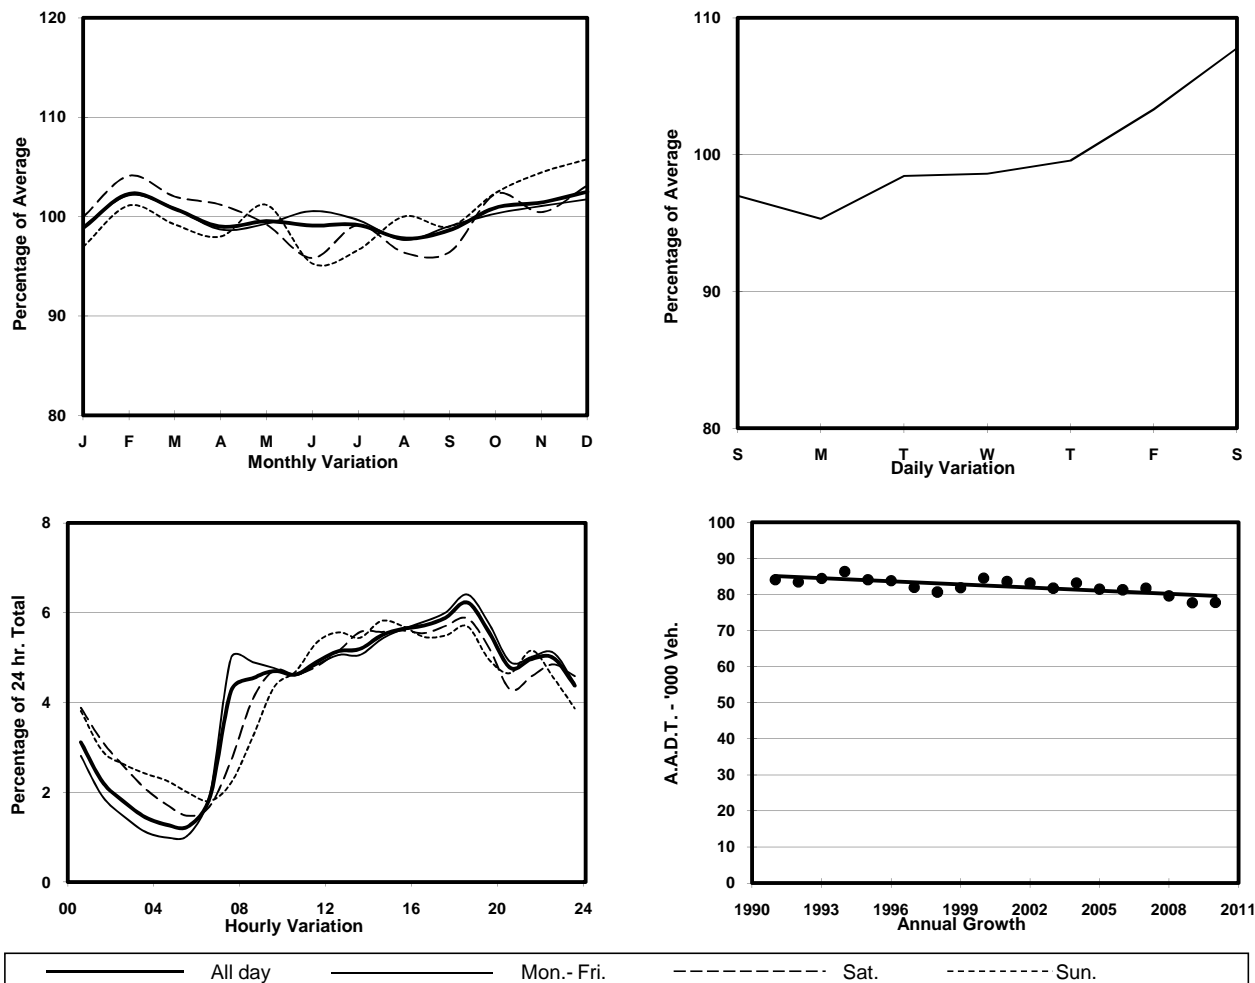 120
110
100
90
80
Percentage of Average
J F M A M J J A S O N D
Monthly Variation
110
100
90
80
Percentage of Average
S M T W T F S
Daily Variation
8
6
4
2
0
Percentage of 24 hr. Total
00 04 08 12 16 20 24
Hourly Variation
100
90
80
70
60
50
40
30
20
10
0
A.A.D.T. - '000 Veh.
1990 1993 1996 1999 2002 2005 2008 2011
Annual Growth
All day Mon.- Fri. Sat. Sun.